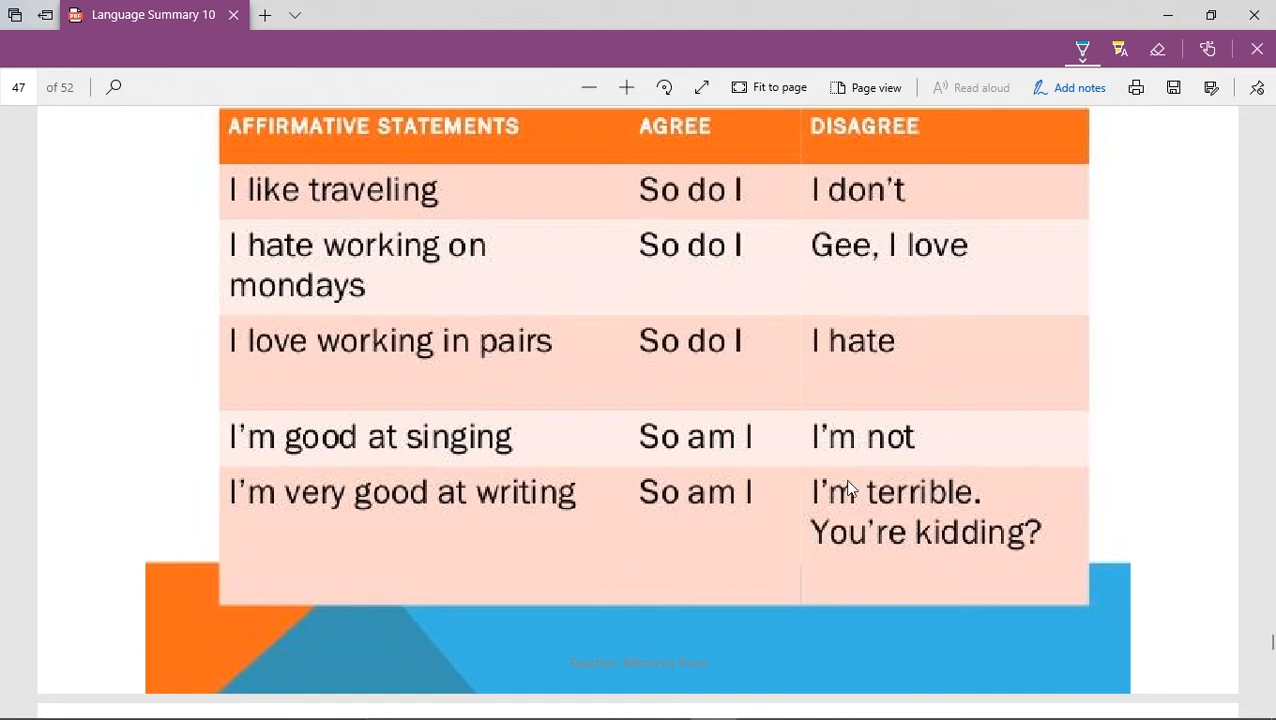 Language Summary 10
47 of 52
Fit to page
Page view
Read aloud
Add notes
AFFIRMATIVE STATEMENTS AGREE DISAGREE
I like traveling So do I I don't
I hate working on So do I Gee, I love
mondays
I love working in pairs So do I I hate
I'm good at singing So am I I'm not
I'm very good at writing So am I I'm terrible.
You're kidding?
Teacher: Minerva